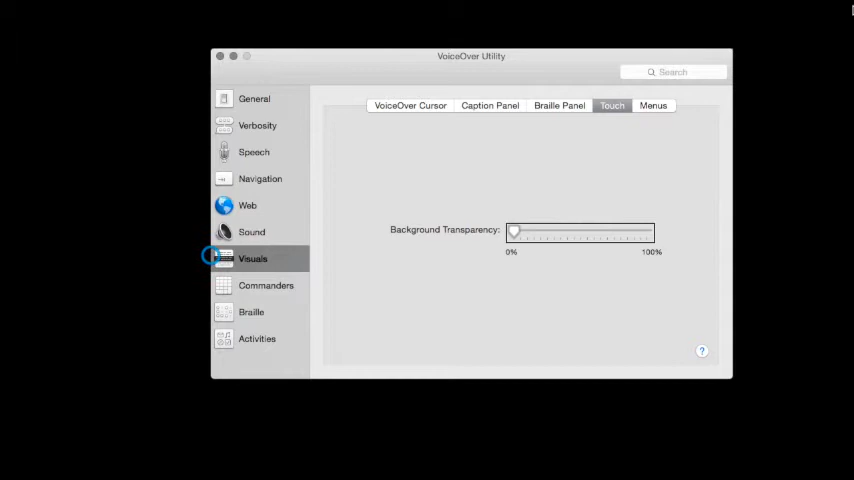 VoiceOver Utility
Search
General
Verbosity
Speech
Navigation
Web
Sound
Visuals
Commanders
Braille
Activities
VoiceOver Cursor Caption Panel Braille Panel Touch Menus
Background Transparency:
0% 100%
?